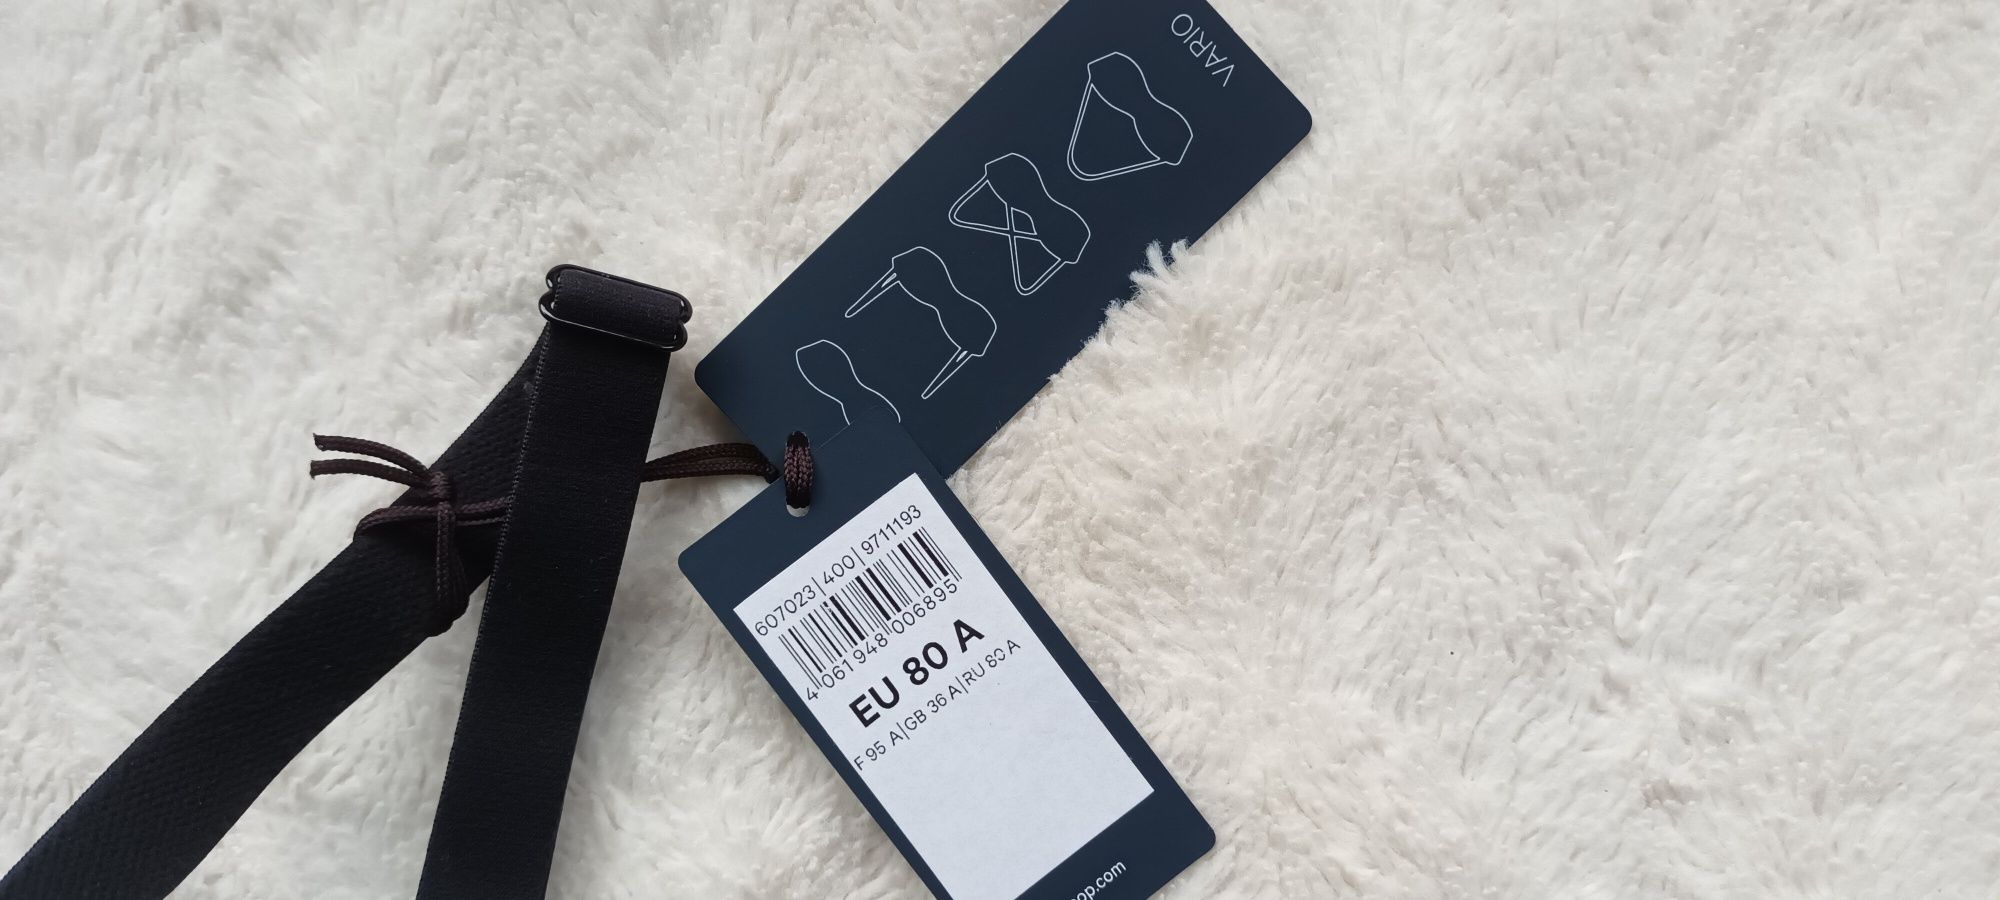 VARIO
607023|400|9711193
4 061948 006895
EU 80 A
F 95 A|GB 36 A|RU 80 A